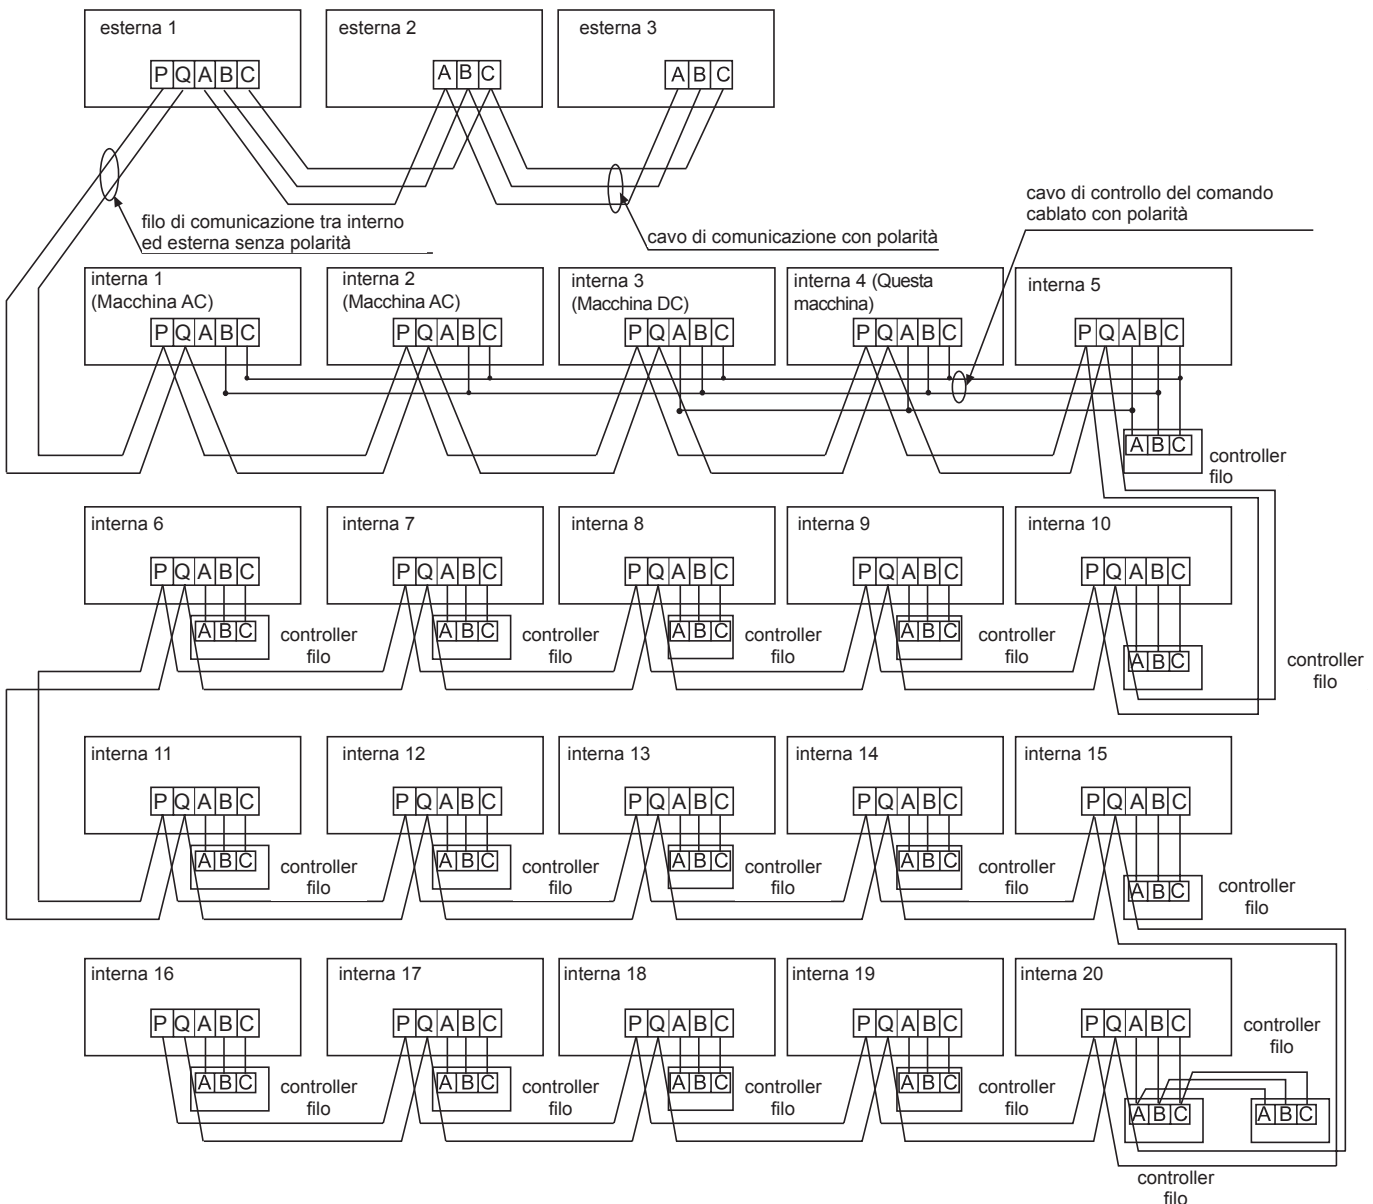 esterna 1
esterna 2
esterna 3
P Q A B C
A B C
A B C
filo di comunicazione tra interno
ed esterna senza polarità
cavo di comunicazione con polarità
cavo di controllo del comando
cablato con polarità
interna 1
(Macchina AC)
interna 2
(Macchina AC)
interna 3
(Macchina DC)
interna 4 (Questa
macchina)
interna 5
P Q A B C
P Q A B C
P Q A B C
P Q A B C
P Q A B C
A B C
controller
filo
interna 6
interna 7
interna 8
interna 9
interna 10
P Q A B C
P Q A B C
P Q A B C
P Q A B C
P Q A B C
A B C
controller
filo
A B C
controller
filo
A B C
controller
filo
A B C
controller
filo
A B C
controller
filo
interna 11
interna 12
interna 13
interna 14
interna 15
P Q A B C
P Q A B C
P Q A B C
P Q A B C
P Q A B C
A B C
controller
filo
A B C
controller
filo
A B C
controller
filo
A B C
controller
filo
A B C
controller
filo
interna 16
interna 17
interna 18
interna 19
interna 20
P Q A B C
P Q A B C
P Q A B C
P Q A B C
P Q A B C
controller
filo
A B C
controller
filo
A B C
controller
filo
A B C
controller
filo
A B C
controller
filo
A B C
A B C
controller
filo